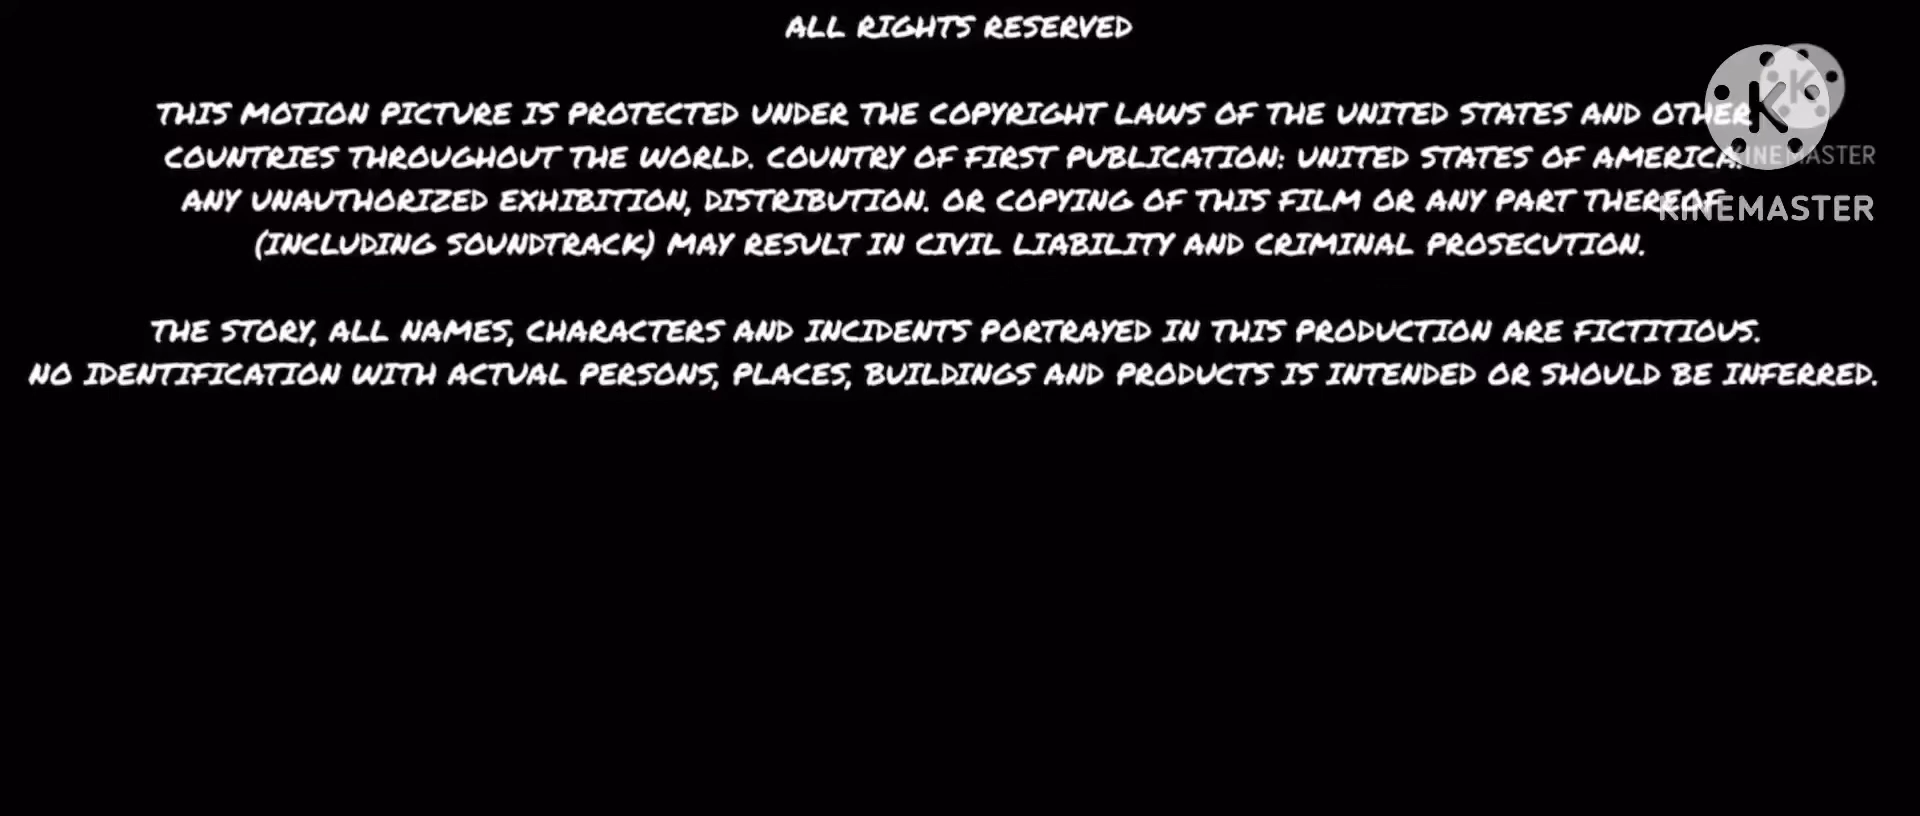 ALL RIGHTS RESERVED
THIS MOTION PICTURE IS PROTECTED UNDER THE COPYRIGHT LAWS OF THE UNITED STATES AND OTHER
COUNTRIES THROUGHOUT THE WORLD. COUNTRY OF FIRST PUBLICATION: UNITED STATES OF AMERICA.
ANY UNAUTHORIZED EXHIBITION, DISTRIBUTION. OR COPYING OF THIS FILM OR ANY PART THEREOF
(INCLUDING SOUNDTRACK) MAY RESULT IN CIVIL LIABILITY AND CRIMINAL PROSECUTION.
THE STORY, ALL NAMES, CHARACTERS AND INCIDENTS PORTRAYED IN THIS PRODUCTION ARE FICTITIOUS.
NO IDENTIFICATION WITH ACTUAL PERSONS, PLACES, BUILDINGS AND PRODUCTS IS INTENDED OR SHOULD BE INFERRED.
K
KINEMASTER
K
KINEMASTER